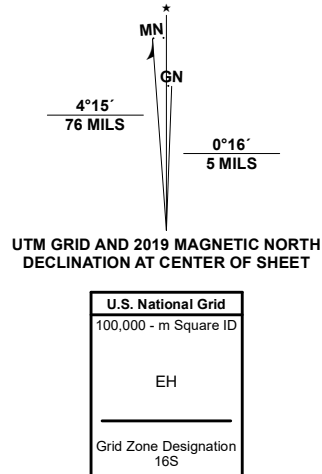 ★
MN
GN
4°15´
76 MILS
0°16´
5 MILS
UTM GRID AND 2019 MAGNETIC NORTH
DECLINATION AT CENTER OF SHEET
U.S. National Grid
100,000 - m Square ID
EH
Grid Zone Designation
16S